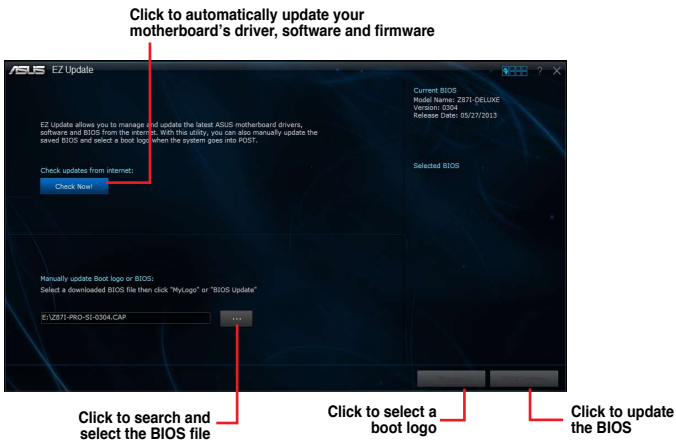 Click to automatically update your
motherboard's driver, software and firmware
ASUS EZ Update
?
Current BIOS
Model Name: Z87I-DELUXE
Version: 0304
Release Date: 05/27/2013
EZ Update allows you to manage and update the latest ASUS motherboard drivers,
software and BIOS from the internet. With this utility, you can also manually update the
saved BIOS and select a boot logo when the system goes into POST.
Selected BIOS
Check updates from internet:
Check Now!
Manually update Boot logo or BIOS:
Select a downloaded BIOS file then click "MyLogo" or "BIOS Update"
E:\Z87I-PRO-SI-0304.CAP
...
Click to search and
select the BIOS file
Click to select a
boot logo
Click to update
the BIOS